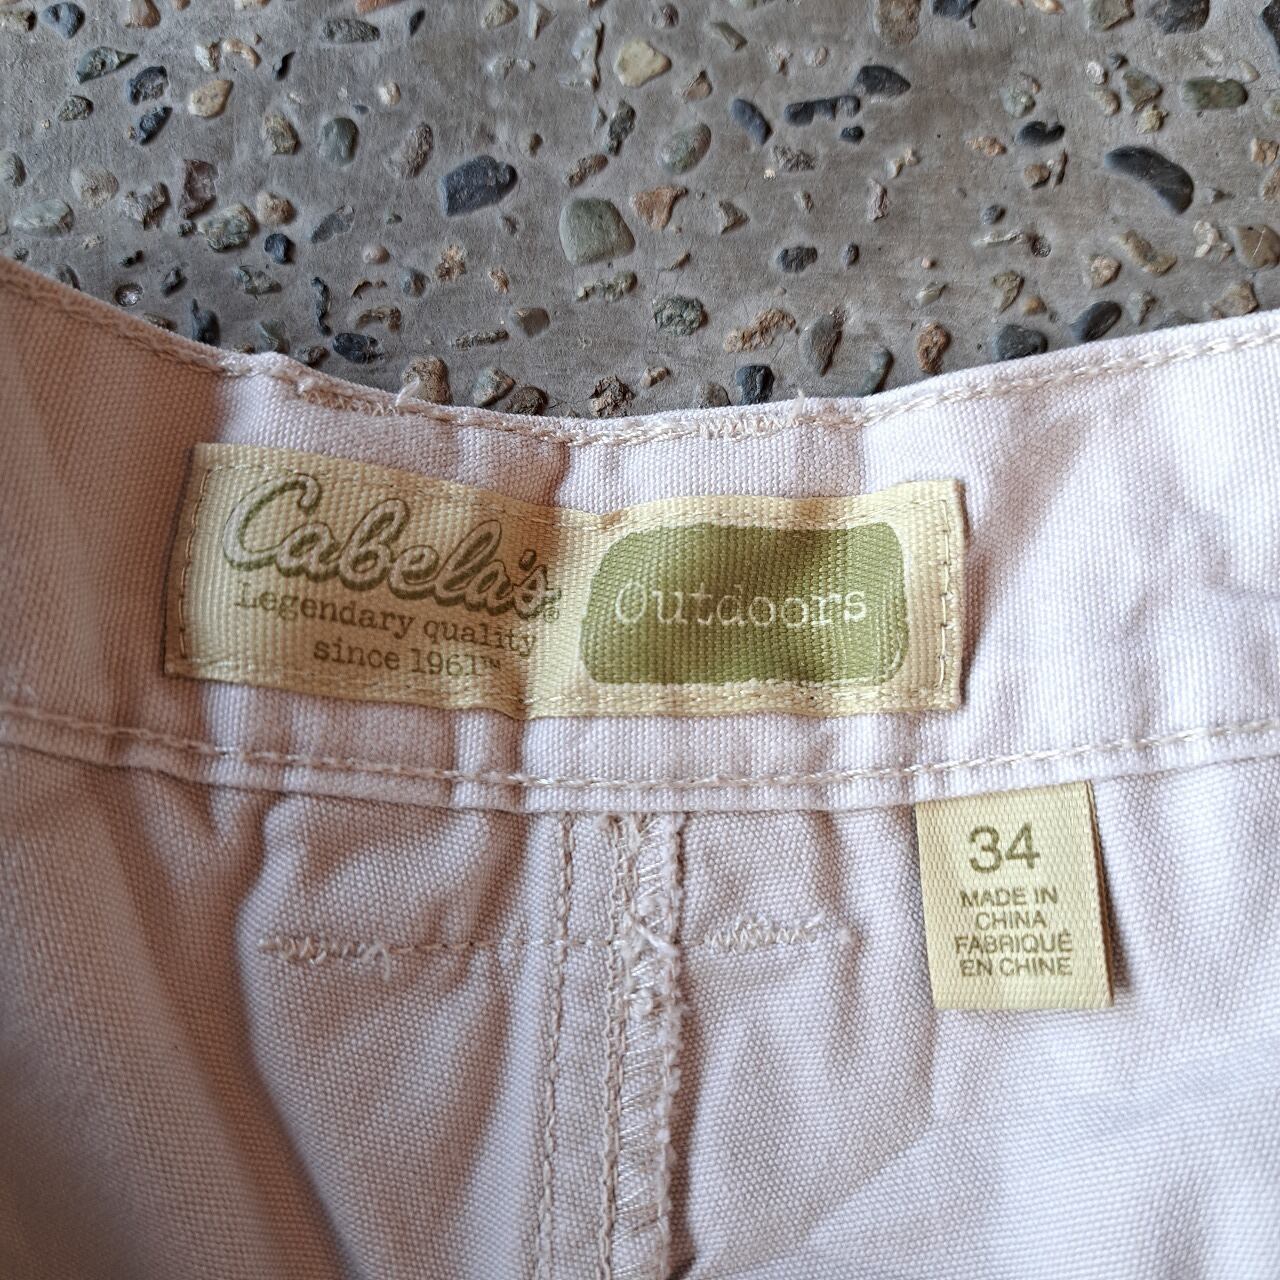 Cabela's®
Legendary quality
since 1961™
Outdoors
34
MADE IN
CHINA
FABRIQUÉ
EN CHINE